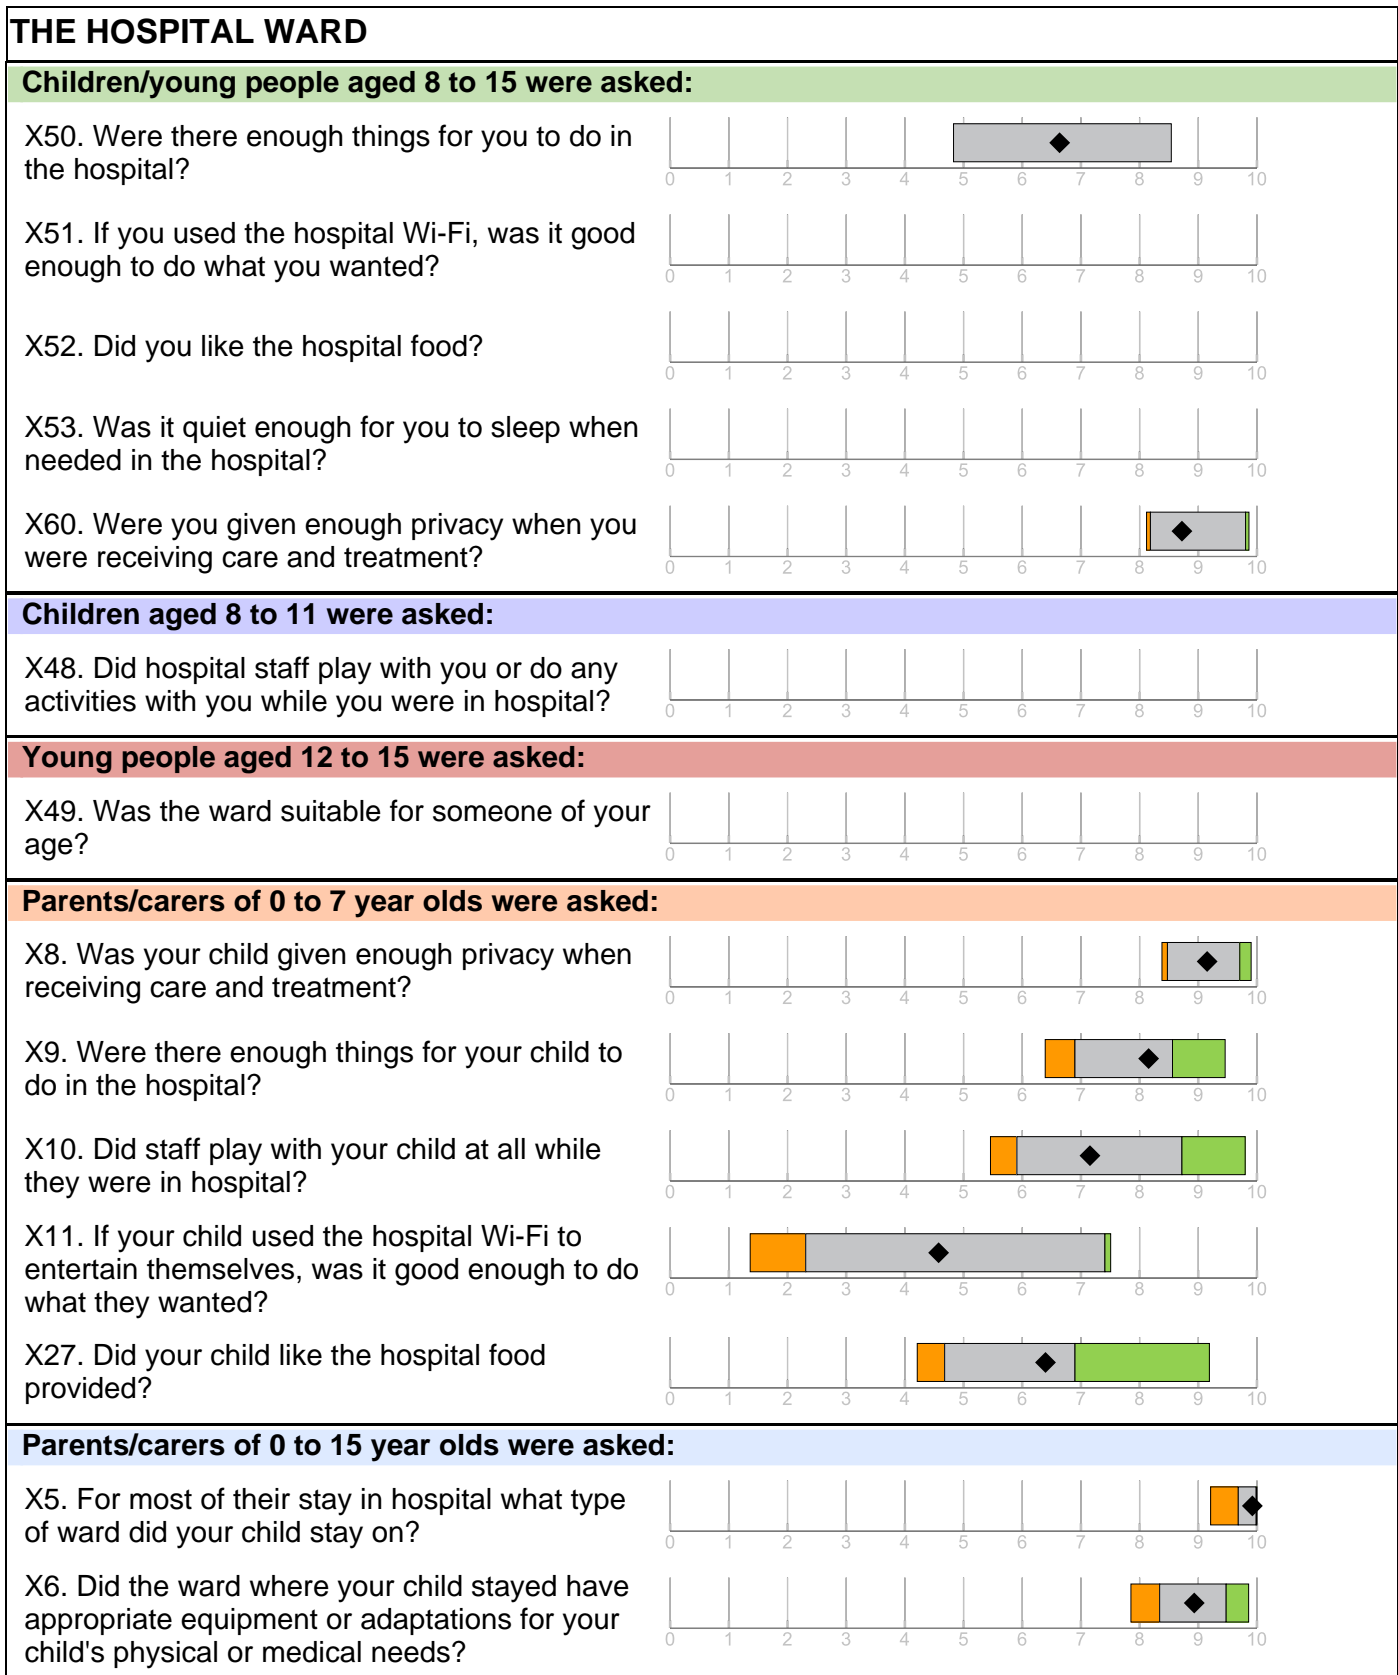 THE HOSPITAL WARD
Children/young people aged 8 to 15 were asked:
X50. Were there enough things for you to do in
the hospital?
0 1 2 3 4 5 6 7 8 9 10
X51. If you used the hospital Wi-Fi, was it good
enough to do what you wanted?
0 1 2 3 4 5 6 7 8 9 10
X52. Did you like the hospital food?
0 1 2 3 4 5 6 7 8 9 10
X53. Was it quiet enough for you to sleep when
needed in the hospital?
0 1 2 3 4 5 6 7 8 9 10
X60. Were you given enough privacy when you
were receiving care and treatment?
0 1 2 3 4 5 6 7 8 9 10
Children aged 8 to 11 were asked:
X48. Did hospital staff play with you or do any
activities with you while you were in hospital?
0 1 2 3 4 5 6 7 8 9 10
Young people aged 12 to 15 were asked:
X49. Was the ward suitable for someone of your
age?
0 1 2 3 4 5 6 7 8 9 10
Parents/carers of 0 to 7 year olds were asked:
X8. Was your child given enough privacy when
receiving care and treatment?
0 1 2 3 4 5 6 7 8 9 10
X9. Were there enough things for your child to
do in the hospital?
0 1 2 3 4 5 6 7 8 9 10
X10. Did staff play with your child at all while
they were in hospital?
0 1 2 3 4 5 6 7 8 9 10
X11. If your child used the hospital Wi-Fi to
entertain themselves, was it good enough to do
what they wanted?
0 1 2 3 4 5 6 7 8 9 10
X27. Did your child like the hospital food
provided?
0 1 2 3 4 5 6 7 8 9 10
Parents/carers of 0 to 15 year olds were asked:
X5. For most of their stay in hospital what type
of ward did your child stay on?
0 1 2 3 4 5 6 7 8 9 10
X6. Did the ward where your child stayed have
appropriate equipment or adaptations for your
child's physical or medical needs?
0 1 2 3 4 5 6 7 8 9 10